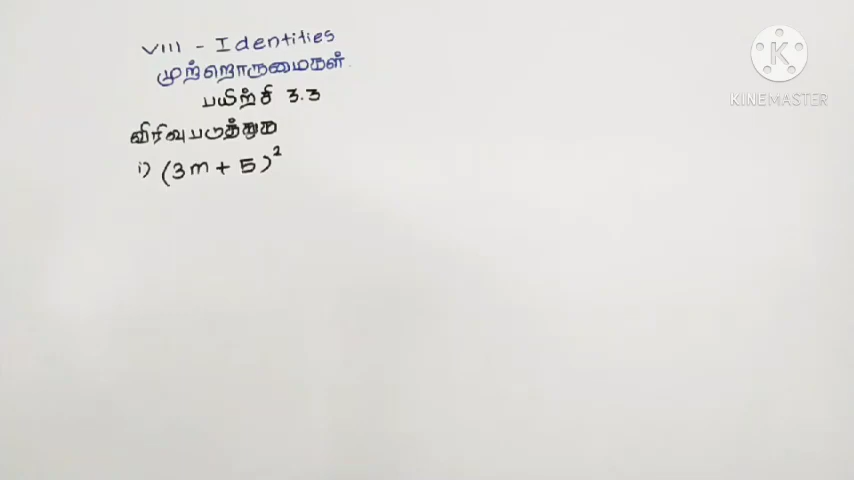 VIII - Identities
முற்றொருமைகள்.
பயிற்சி 3.3
விரிவுபடுத்துக
i) (3m + 5)²
K
KINEMASTER